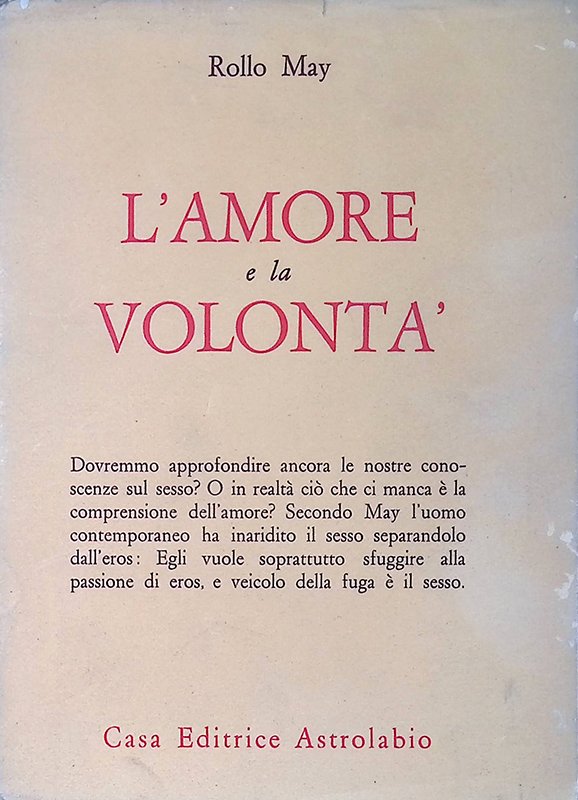 Rollo May
L'AMORE
e la
VOLONTA'
Dovremmo approfondire ancora le nostre cono-
scenze sul sesso? O in realtà ciò che ci manca è la
comprensione dell'amore? Secondo May l'uomo
contemporaneo ha inaridito il sesso separandolo
dall'eros: Egli vuole soprattutto sfuggire alla
passione di eros, e veicolo della fuga è il sesso.
Casa Editrice Astrolabio